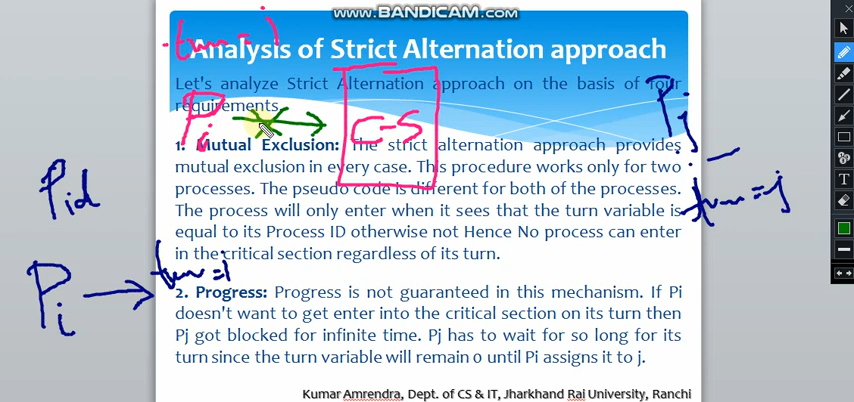 www.BANDICAM.com
turn = j
Analysis of Strict Alternation approach
Let's analyze Strict Alternation approach on the basis of four
requirements.
Pi
C-S
Pj
1. Mutual Exclusion: The strict alternation approach provides
mutual exclusion in every case. This procedure works only for two
processes. The pseudo code is different for both of the processes.
The process will only enter when it sees that the turn variable is
equal to its Process ID otherwise not Hence No process can enter
in the critical section regardless of its turn.
Pid
turn = j
turn = i
Pi
2. Progress: Progress is not guaranteed in this mechanism. If Pi
doesn't want to get enter into the critical section on its turn then
Pj got blocked for infinite time. Pj has to wait for so long for its
turn since the turn variable will remain 0 until Pi assigns it to j.
Kumar Amrendra, Dept. of CS & IT, Jharkhand Rai University, Ranchi
T